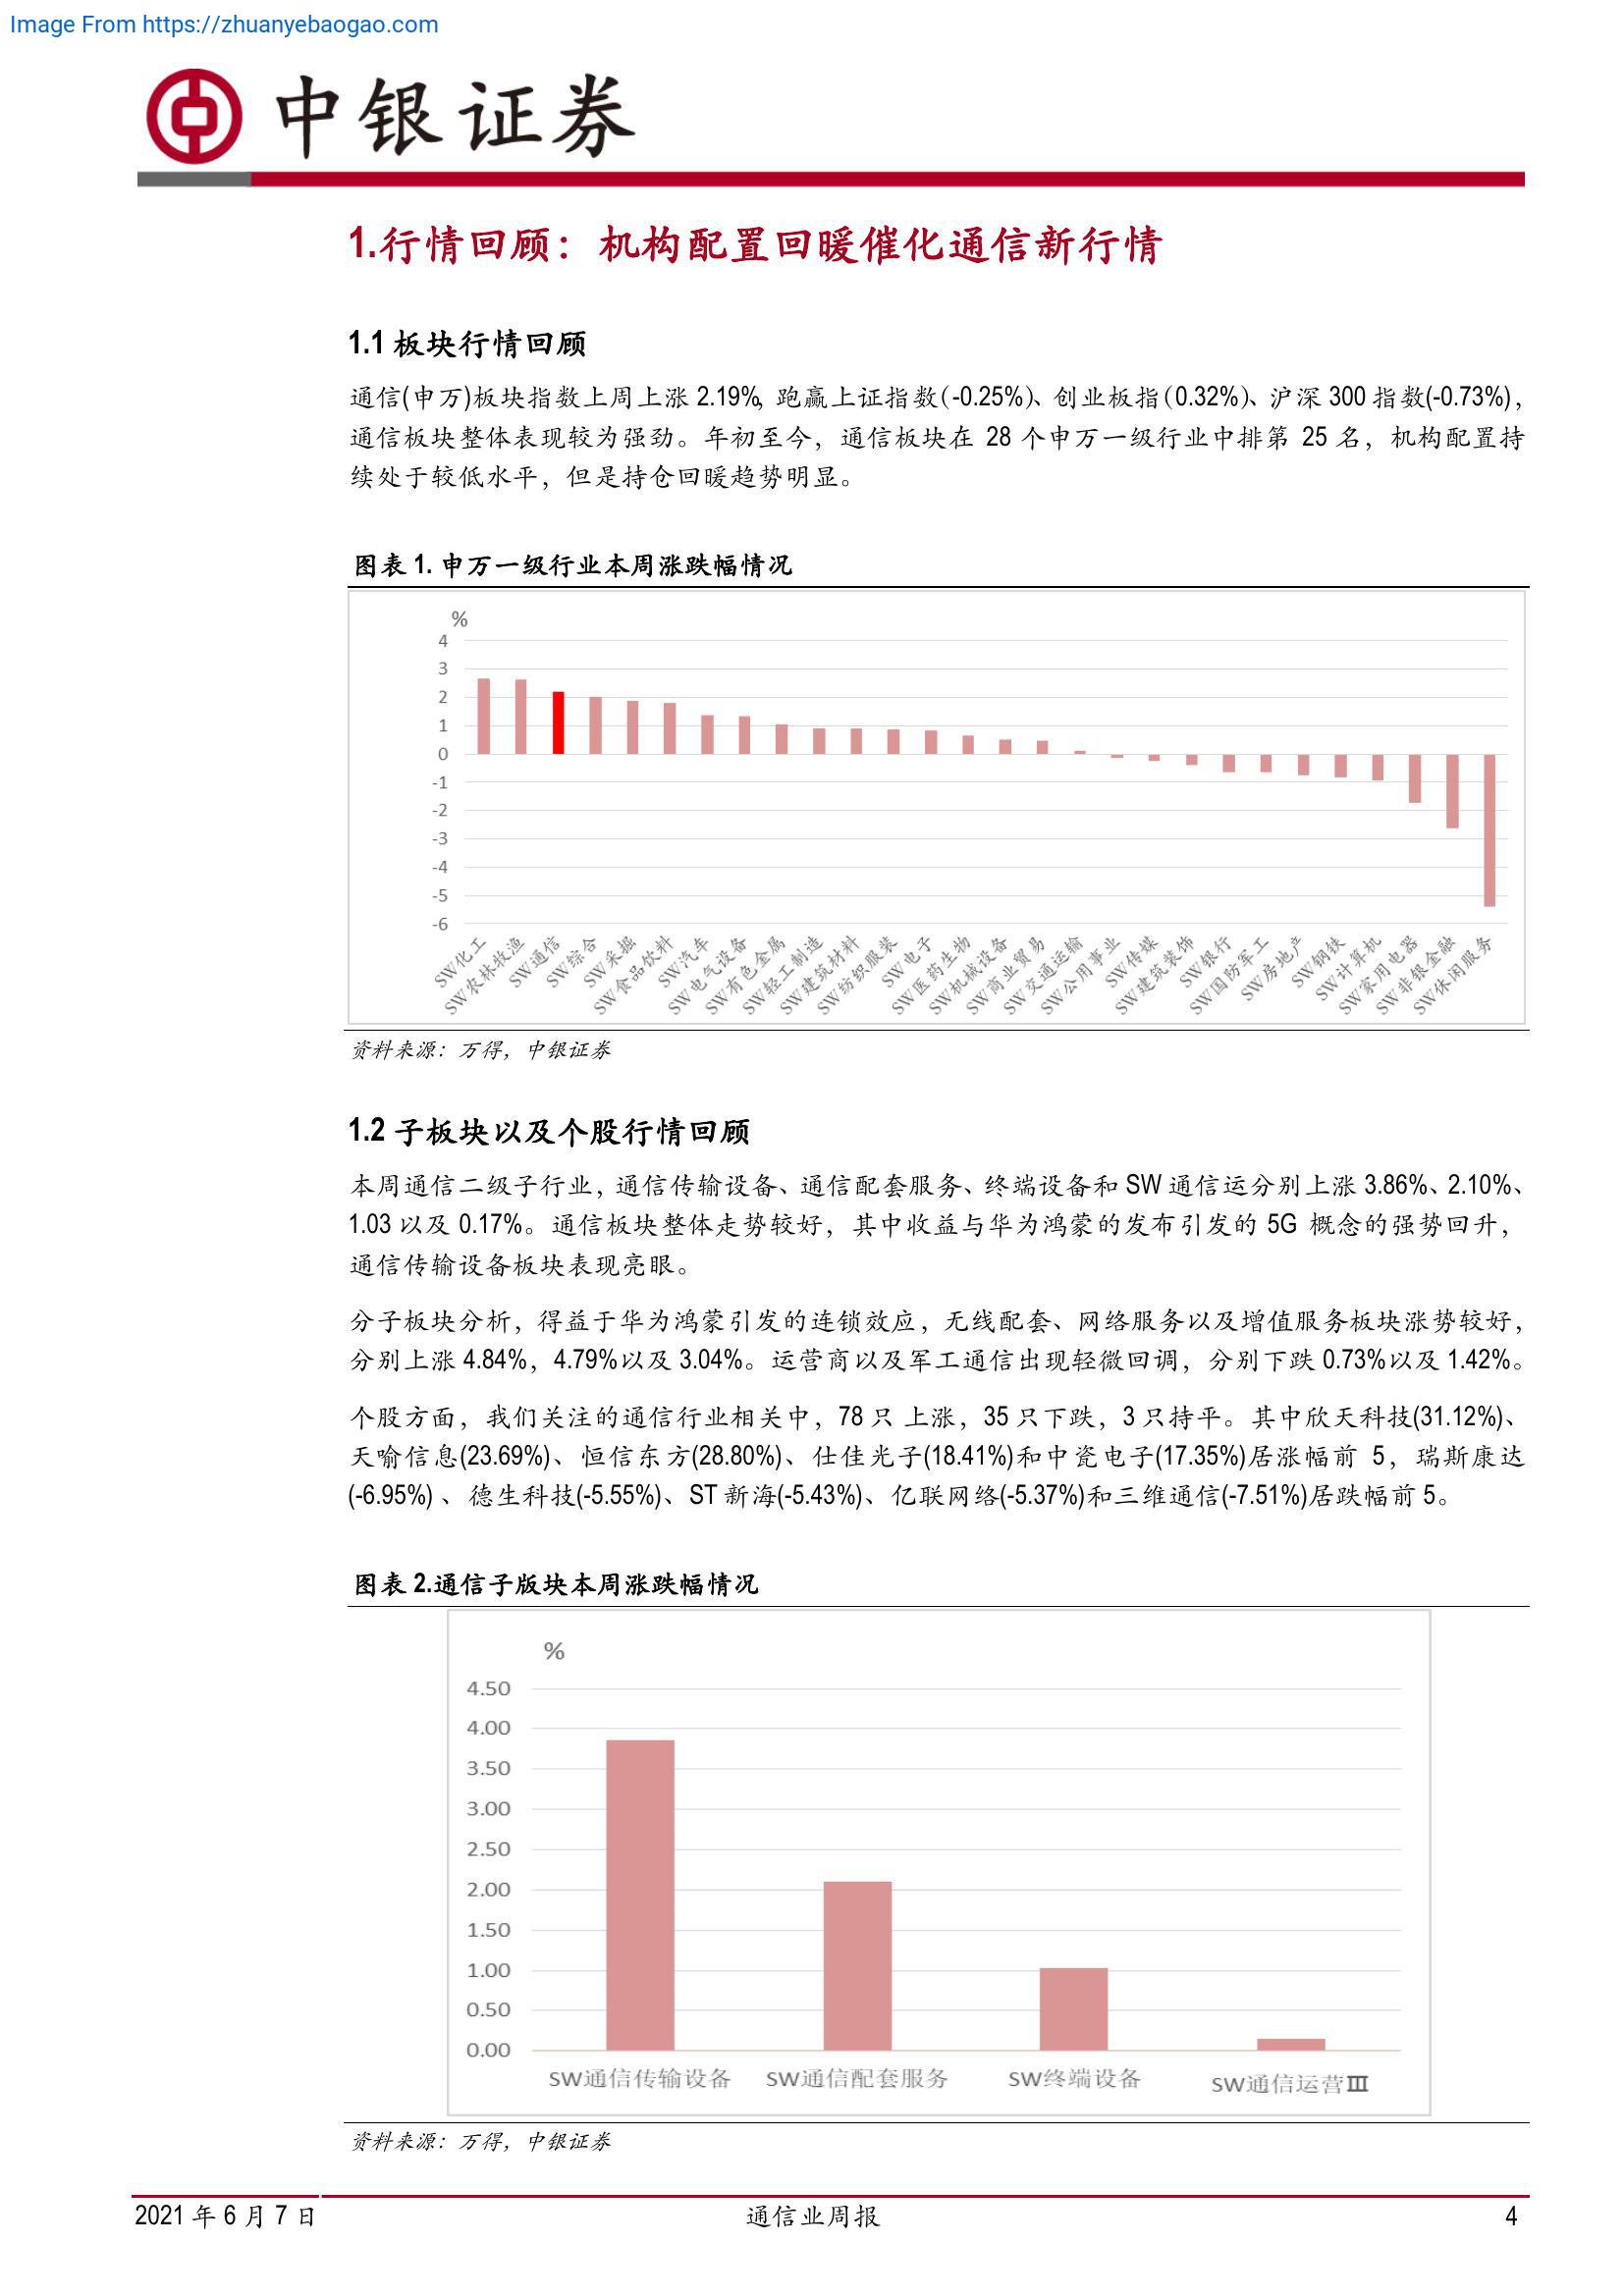 Image From https://zhuanyebaogao.com
中银证券
1.行情回顾：机构配置回暖催化通信新行情
1.1 板块行情回顾
通信(申万)板块指数上周上涨 2.19%，跑赢上证指数（-0.25%）、创业板指（0.32%）、沪深 300 指数(-0.73%)，
通信板块整体表现较为强劲。年初至今，通信板块在 28 个申万一级行业中排第 25 名，机构配置持
续处于较低水平，但是持仓回暖趋势明显。
图表 1. 申万一级行业本周涨跌幅情况
%
4
3
2
1
0
-1
-2
-3
-4
-5
-6
SW化工
SW农林牧渔
SW通信
SW综合
SW采掘
SW食品饮料
SW汽车
SW电气设备
SW有色金属
SW轻工制造
SW建筑材料
SW纺织服装
SW电子
SW医药生物
SW机械设备
SW商业贸易
SW交通运输
SW公用事业
SW传媒
SW建筑装饰
SW银行
SW国防军工
SW房地产
SW钢铁
SW计算机
SW家用电器
SW非银金融
SW休闲服务
资料来源：万得，中银证券
1.2 子板块以及个股行情回顾
本周通信二级子行业，通信传输设备、通信配套服务、终端设备和 SW 通信运分别上涨 3.86%、2.10%、
1.03 以及 0.17%。通信板块整体走势较好，其中收益与华为鸿蒙的发布引发的 5G 概念的强势回升，
通信传输设备板块表现亮眼。
分子板块分析，得益于华为鸿蒙引发的连锁效应，无线配套、网络服务以及增值服务板块涨势较好，
分别上涨 4.84%，4.79%以及 3.04%。运营商以及军工通信出现轻微回调，分别下跌 0.73%以及 1.42%。
个股方面，我们关注的通信行业相关中，78 只 上涨，35 只下跌，3 只持平。其中欣天科技(31.12%)、
天喻信息(23.69%)、恒信东方(28.80%)、仕佳光子(18.41%)和中瓷电子(17.35%)居涨幅前 5，瑞斯康达
(-6.95%) 、德生科技(-5.55%)、ST 新海(-5.43%)、亿联网络(-5.37%)和三维通信(-7.51%)居跌幅前 5。
图表 2.通信子版块本周涨跌幅情况
%
4.50
4.00
3.50
3.00
2.50
2.00
1.50
1.00
0.50
0.00
SW通信传输设备
SW通信配套服务
SW终端设备
SW通信运营Ⅲ
资料来源：万得，中银证券
2021 年 6 月 7 日
通信业周报
4